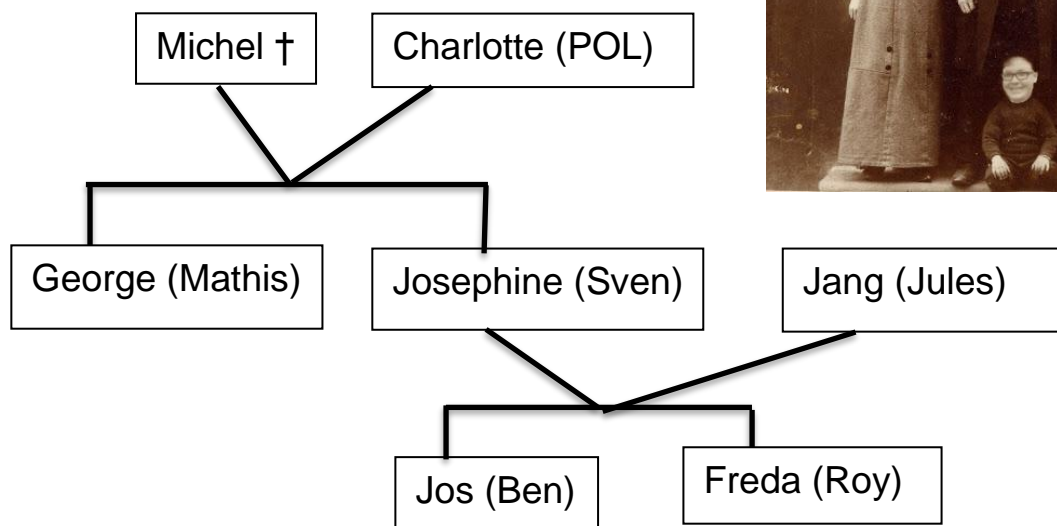 Michel †
Charlotte (POL)
George (Mathis)
Josephine (Sven)
Jang (Jules)
Jos (Ben)
Freda (Roy)